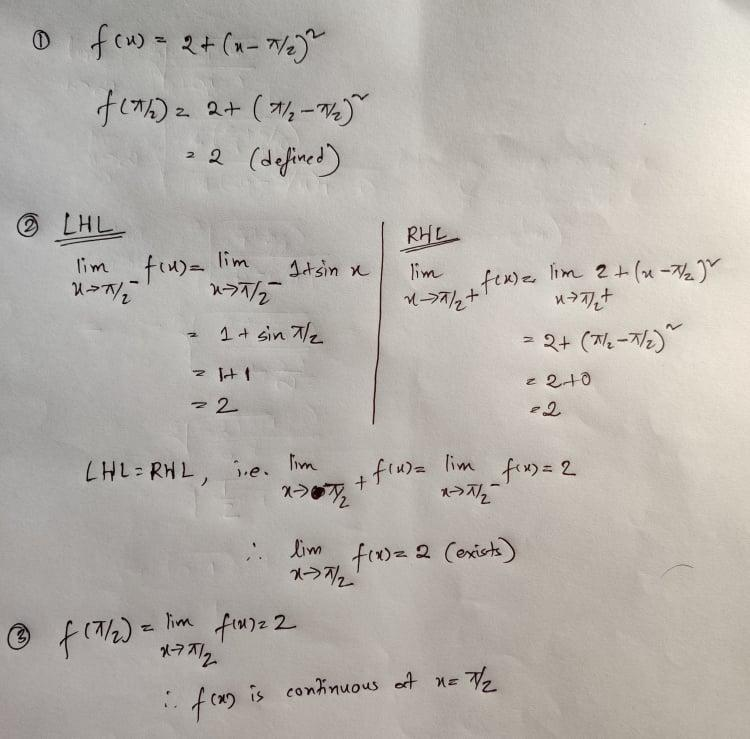 ① f(x) = 2+(x-π/2)²
f(π/2) = 2+(π/2-π/2)²
= 2 (defined)
② LHL
lim x→π/2⁻ f(x) = lim x→π/2⁻ 1+sin x
= 1+ sin π/2
= 1+1
= 2
RHL
lim x→π/2+ f(x) = lim x→π/2+ 2+(x-π/2)²
= 2+ (π/2-π/2)²
= 2+0
= 2
LHL = RHL, i.e. lim x→π/2+ f(x) = lim x→π/2⁻ f(x) = 2
∴ lim x→π/2 f(x) = 2 (exists)
③ f(π/2) = lim x→π/2 f(x) = 2
∴ f(x) is continuous at x= π/2